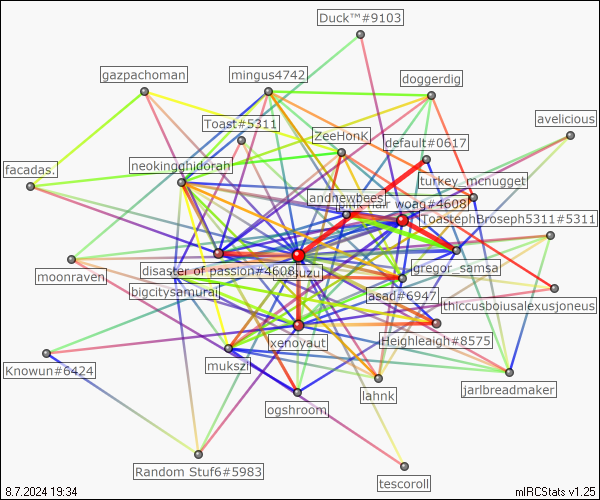 Duck™#9103
gazpachoman
mingus4742
doggerdig
avelicious
Toast#5311
ZeeHonK
default#0617
facadas.
neokingghidorah
turkey_mcnugget
andnewbees
woag#4608
ToastephBroseph5311#5311
moonraven
disaster of passion#4608
suzu
gregor_samsa
bigcitysamurai
asad#6947
thiccusboiusalexusjoneus
xenoyaut
Heighleaigh#8575
Knowun#6424
mukszi
lahnk
jarlbreadmaker
ogshroom
Random Stuf6#5983
tescoroll
8.7.2024 19:34
mIRCStats v1.25